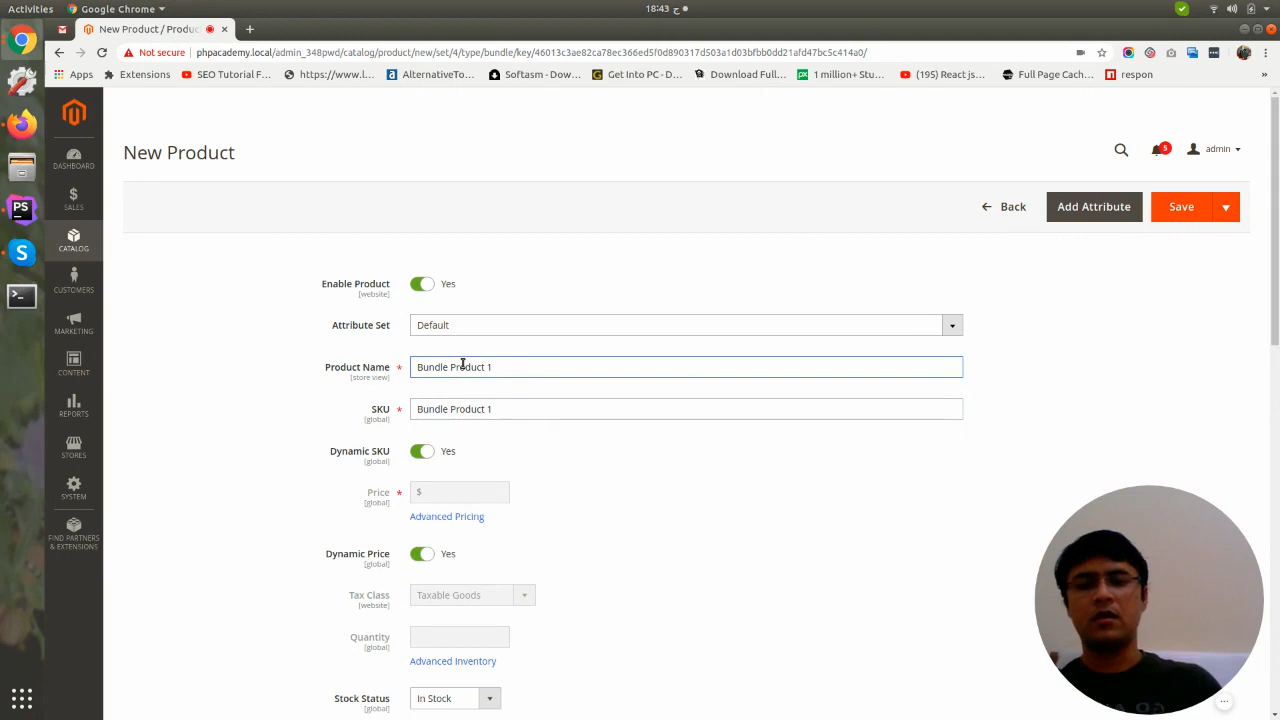 Activities
Google Chrome
18:43 ج
New Product / Produc
Not secure
phpacademy.local/admin_348pwd/catalog/product/new/set/4/type/bundle/key/46013c3ae82ca78ec366ed5f0d890317d503a1d03bfbb0dd21afd47bc5c414a0/
Apps
Extensions
SEO Tutorial F...
https://www.l...
AlternativeTo...
Softasm - Dow...
Get Into PC - D...
Download Full...
1 million+ Stu...
(195) React js...
Full Page Cach...
respon
New Product
5
admin
Back
Add Attribute
Save
DASHBOARD
SALES
CATALOG
CUSTOMERS
MARKETING
CONTENT
REPORTS
STORES
SYSTEM
FIND PARTNERS
& EXTENSIONS
PS
Enable Product
[website]
Yes
Attribute Set
Default
Product Name *
[store view]
Bundle Product 1
SKU *
[global]
Bundle Product 1
Dynamic SKU
[global]
Yes
Price *
[global]
$
Advanced Pricing
Dynamic Price
[global]
Yes
Tax Class
[website]
Taxable Goods
Quantity
[global]
Advanced Inventory
Stock Status
[global]
In Stock